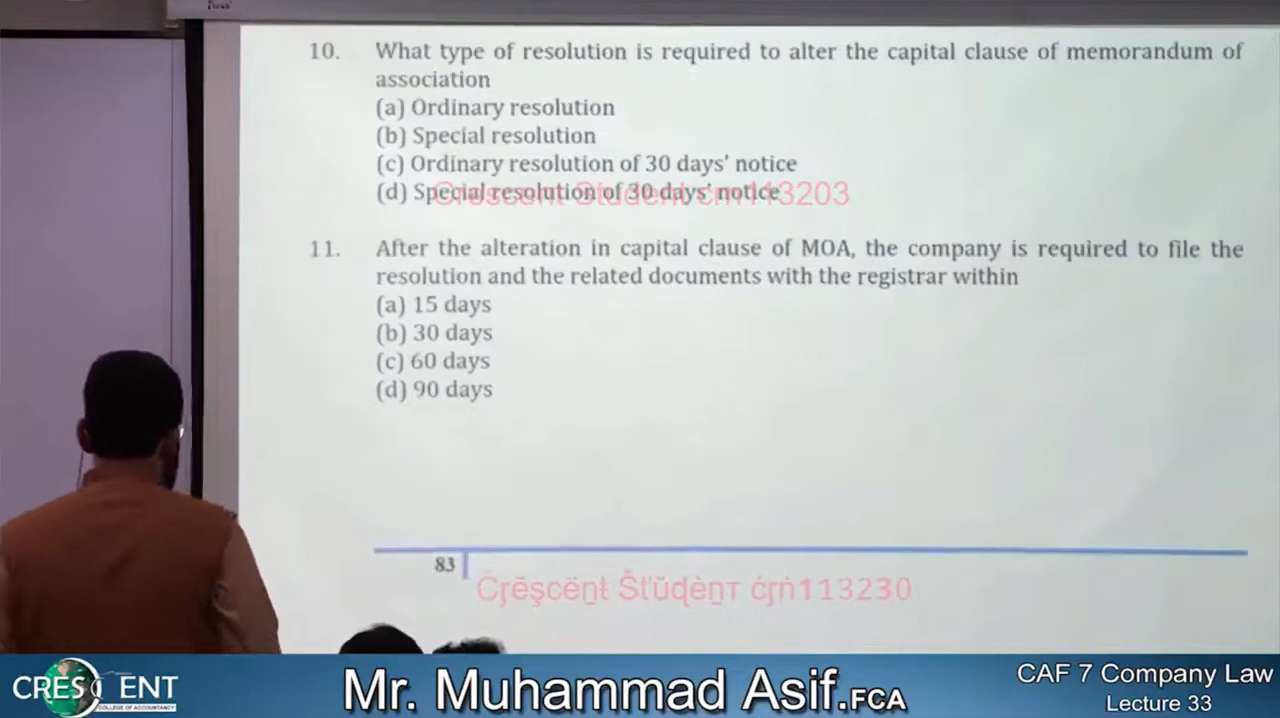 10. What type of resolution is required to alter the capital clause of memorandum of
association
(a) Ordinary resolution
(b) Special resolution
(c) Ordinary resolution of 30 days' notice
(d) Special resolution of 30 days' notice
Crescent Student crn113203
11. After the alteration in capital clause of MOA, the company is required to file the
resolution and the related documents with the registrar within
(a) 15 days
(b) 30 days
(c) 60 days
(d) 90 days
83
Ćŗĕşcëṉŧ Šťŭɖèṉт ćŗṅ113230
CRESCENT
COLLEGE OF ACCOUNTANCY
Mr. Muhammad Asif.FCA
CAF 7 Company Law
Lecture 33